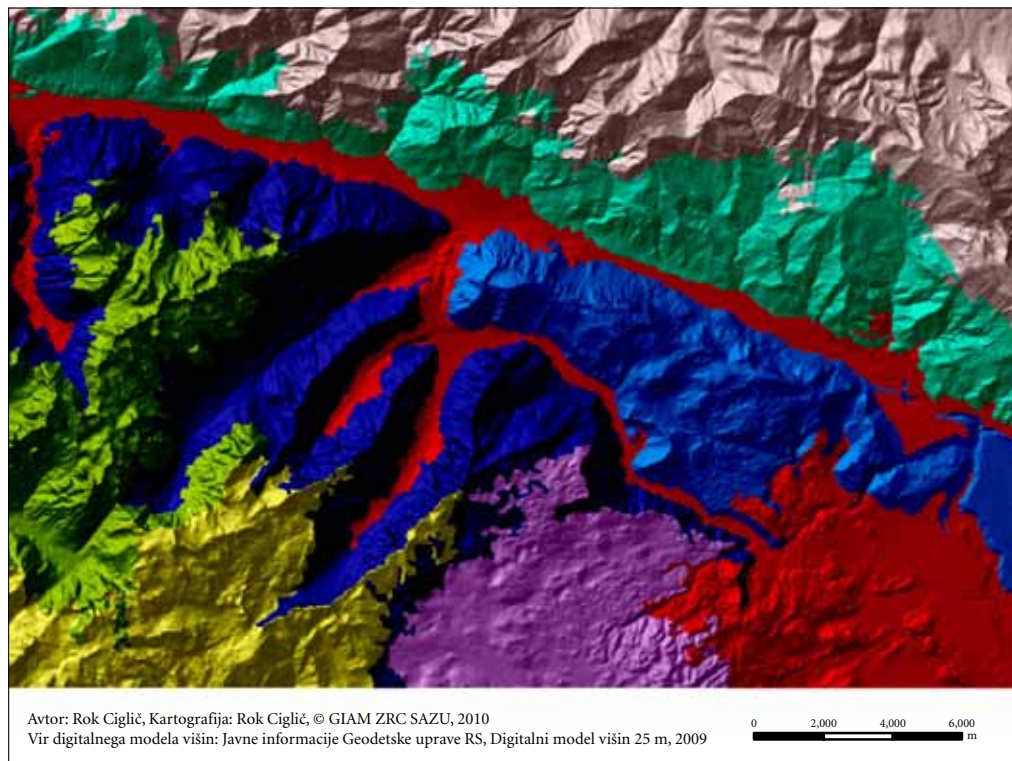 Avtor: Rok Ciglič, Kartografija: Rok Ciglič, © GIAM ZRC SAZU, 2010
Vir digitalnega modela višin: Javne informacije Geodetske uprave RS, Digitalni model višin 25 m, 2009
0 2,000 4,000 6,000
m